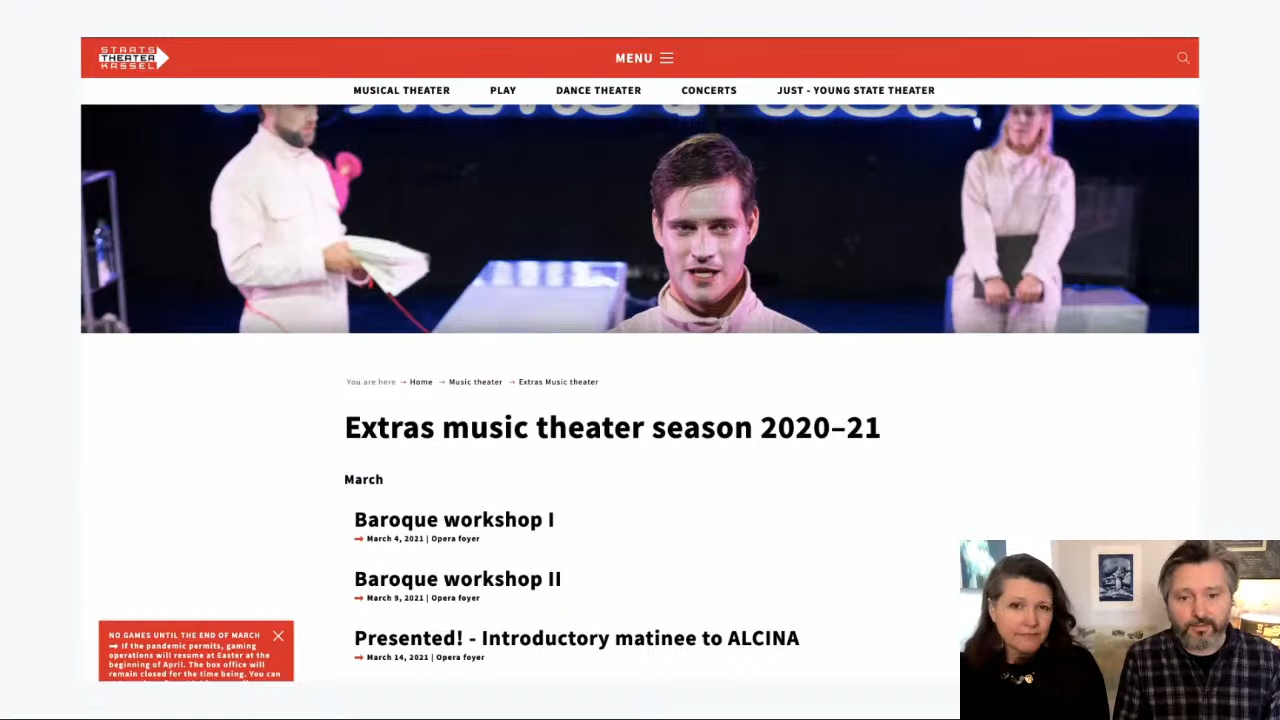 STAATS
THEATER
KASSEL
MENU
MUSICAL THEATER PLAY DANCE THEATER CONCERTS JUST - YOUNG STATE THEATER
You are here → Home → Music theater → Extras Music theater
Extras music theater season 2020–21
March
Baroque workshop I
→ March 4, 2021 | Opera foyer
Baroque workshop II
→ March 9, 2021 | Opera foyer
Presented! - Introductory matinee to ALCINA
→ March 14, 2021 | Opera foyer
NO GAMES UNTIL THE END OF MARCH
→ If the pandemic permits, gaming
operations will resume at Easter at the
beginning of April. The box office will
remain closed for the time being. You can